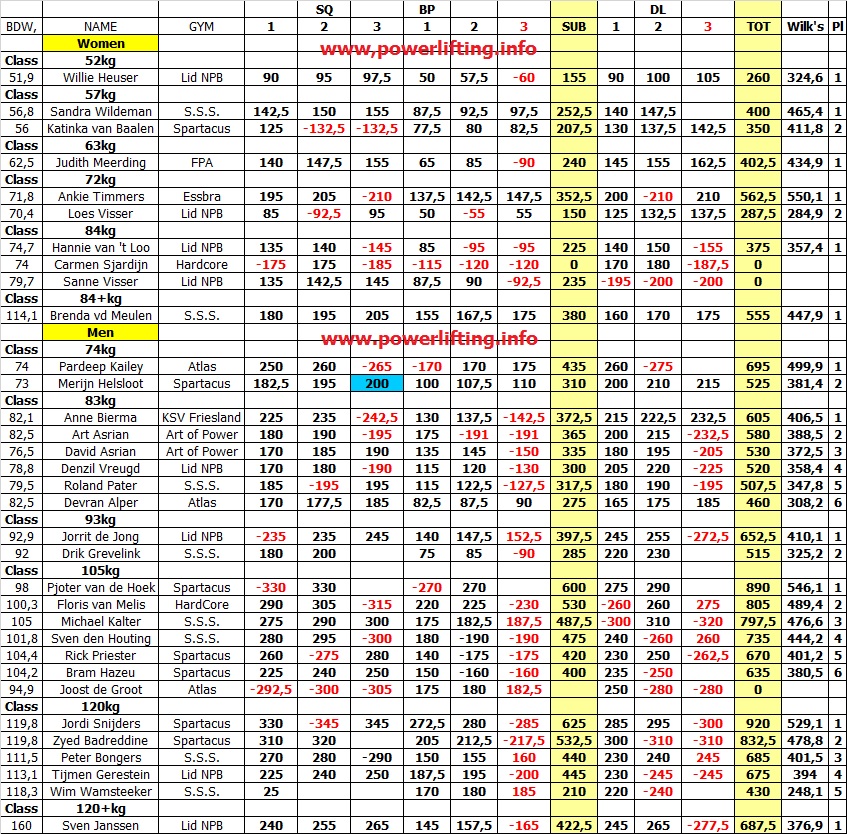 SQ BP DL
BDW, NAME GYM 1 2 3 1 2 3 SUB 1 2 3 TOT Wilk's Pl
Women www,powerlifting.info
Class 52kg
51,9 Willie Heuser Lid NPB 90 95 97,5 50 57,5 -60 155 90 100 105 260 324,6 1
Class 57kg
56,8 Sandra Wildeman S.S.S. 142,5 150 155 87,5 92,5 97,5 252,5 140 147,5 400 465,4 1
56 Katinka van Baalen Spartacus 125 -132,5 -132,5 77,5 80 82,5 207,5 130 137,5 142,5 350 411,8 2
Class 63kg
62,5 Judith Meerding FPA 140 147,5 155 65 85 -90 240 145 155 162,5 402,5 434,9 1
Class 72kg
71,8 Ankie Timmers Essbra 195 205 -210 137,5 142,5 147,5 352,5 200 -210 210 562,5 550,1 1
70,4 Loes Visser Lid NPB 85 -92,5 95 50 -55 55 150 125 132,5 137,5 287,5 284,9 2
Class 84kg
74,7 Hannie van 't Loo Lid NPB 135 140 -145 85 -95 -95 225 140 150 -155 375 357,4 1
74 Carmen Sjardijn Hardcore -175 175 -185 -115 -120 -120 0 170 180 -187,5 0
79,7 Sanne Visser Lid NPB 135 142,5 145 87,5 90 -92,5 235 -195 -200 -200 0
Class 84+kg
114,1 Brenda vd Meulen S.S.S. 180 195 205 155 167,5 175 380 160 170 175 555 447,9 1
Men www.powerlifting.info
Class 74kg
74 Pardeep Kailey Atlas 250 260 -265 -170 170 175 435 260 -275 695 499,9 1
73 Merijn Helsloot Spartacus 182,5 195 200 100 107,5 110 310 200 210 215 525 381,4 2
Class 83kg
82,1 Anne Bierma KSV Friesland 225 235 -242,5 130 137,5 -142,5 372,5 215 222,5 232,5 605 406,5 1
82,5 Art Asrian Art of Power 180 190 -195 175 -191 -191 365 200 215 -232,5 580 388,5 2
76,5 David Asrian Art of Power 170 185 190 135 145 -150 335 180 195 -205 530 372,5 3
78,8 Denzil Vreugd Lid NPB 170 180 -190 115 120 -130 300 205 220 -225 520 358,4 4
79,5 Roland Pater S.S.S. 185 -195 195 115 122,5 -127,5 317,5 180 190 -195 507,5 347,8 5
82,5 Devran Alper Atlas 170 177,5 185 82,5 87,5 90 275 165 175 185 460 308,2 6
Class 93kg
92,9 Jorrit de Jong Lid NPB -235 235 245 140 147,5 152,5 397,5 245 255 -272,5 652,5 410,1 1
92 Drik Grevelink S.S.S. 180 200 75 85 -90 285 220 230 515 325,2 2
Class 105kg
98 Pjoter van de Hoek Spartacus -330 330 -270 270 600 275 290 890 546,1 1
100,3 Floris van Melis HardCore 290 305 -315 220 225 -230 530 -260 260 275 805 489,4 2
105 Michael Kalter S.S.S. 275 290 300 175 182,5 187,5 487,5 -300 310 -320 797,5 476,6 3
101,8 Sven den Houting S.S.S. 280 295 -300 180 -190 -190 475 240 -260 260 735 444,2 4
104,4 Rick Priester Spartacus 260 -275 280 140 -175 -175 420 230 250 -262,5 670 401,2 5
104,2 Bram Hazeu Spartacus 225 240 250 150 -160 -160 400 235 -250 635 380,5 6
94,9 Joost de Groot Atlas -292,5 -300 -305 175 180 182,5 250 -280 -280 0
Class 120kg
119,8 Jordi Snijders Spartacus 330 -345 345 272,5 280 -285 625 285 295 -300 920 529,1 1
119,8 Zyed Badreddine Spartacus 310 320 205 212,5 -217,5 532,5 300 -310 -310 832,5 478,8 2
111,5 Peter Bongers S.S.S. 270 280 -290 150 155 160 440 230 240 245 685 401,5 3
113,1 Tijmen Gerestein Lid NPB 225 240 250 187,5 195 -200 445 230 -245 -245 675 394 4
118,3 Wim Wamsteeker S.S.S. 25 170 180 185 210 220 -240 430 248,1 5
Class 120+kg
160 Sven Janssen Lid NPB 240 255 265 145 157,5 -165 422,5 245 265 -277,5 687,5 376,9 1